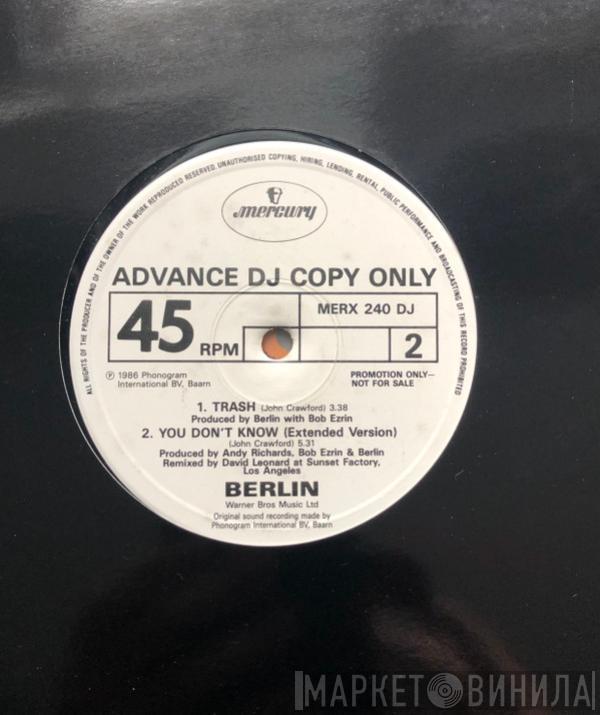 ALL RIGHTS OF THE PRODUCER AND OF THE OWNER OF THE WORK REPRODUCED RESERVED. UNAUTHORISED COPYING, HIRING, LENDING, RENTAL, PUBLIC PERFORMANCE AND BROADCASTING OF THIS RECORD PROHIBITED
mercury
ADVANCE DJ COPY ONLY
45 RPM
MERX 240 DJ
2
℗ 1986 Phonogram
International BV, Baarn
PROMOTION ONLY—
NOT FOR SALE
1. TRASH (John Crawford) 3.38
Produced by Berlin with Bob Ezrin
2. YOU DON'T KNOW (Extended Version)
(John Crawford) 5.31
Produced by Andy Richards, Bob Ezrin & Berlin
Remixed by David Leonard at Sunset Factory,
Los Angeles
BERLIN
Warner Bros Music Ltd
Original sound recording made by
Phonogram International BV, Baarn
МАРКЕТ ВИНИЛА